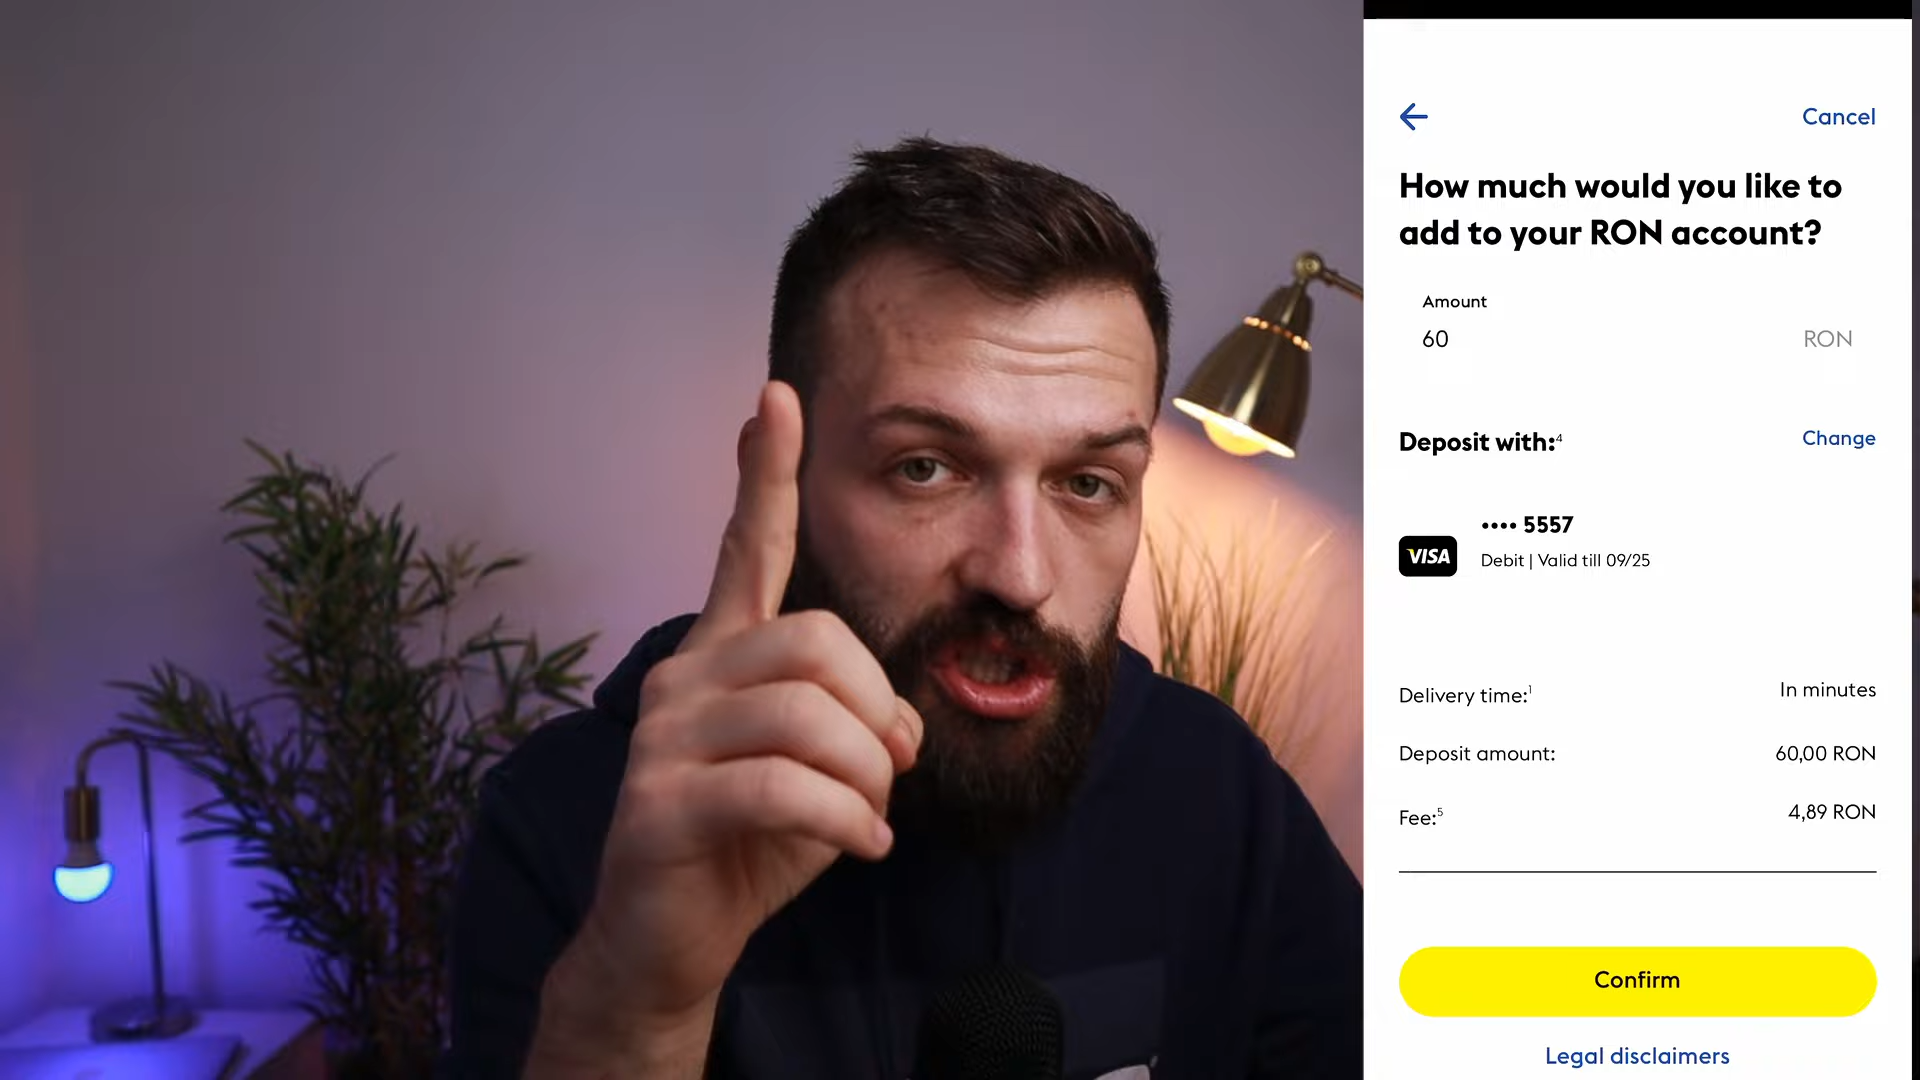 Cancel
How much would you like to
add to your RON account?
Amount
60 RON
Deposit with:⁴ Change
•••• 5557
VISA
Debit | Valid till 09/25
Delivery time:¹ In minutes
Deposit amount: 60,00 RON
Fee:⁵ 4,89 RON
Confirm
Legal disclaimers